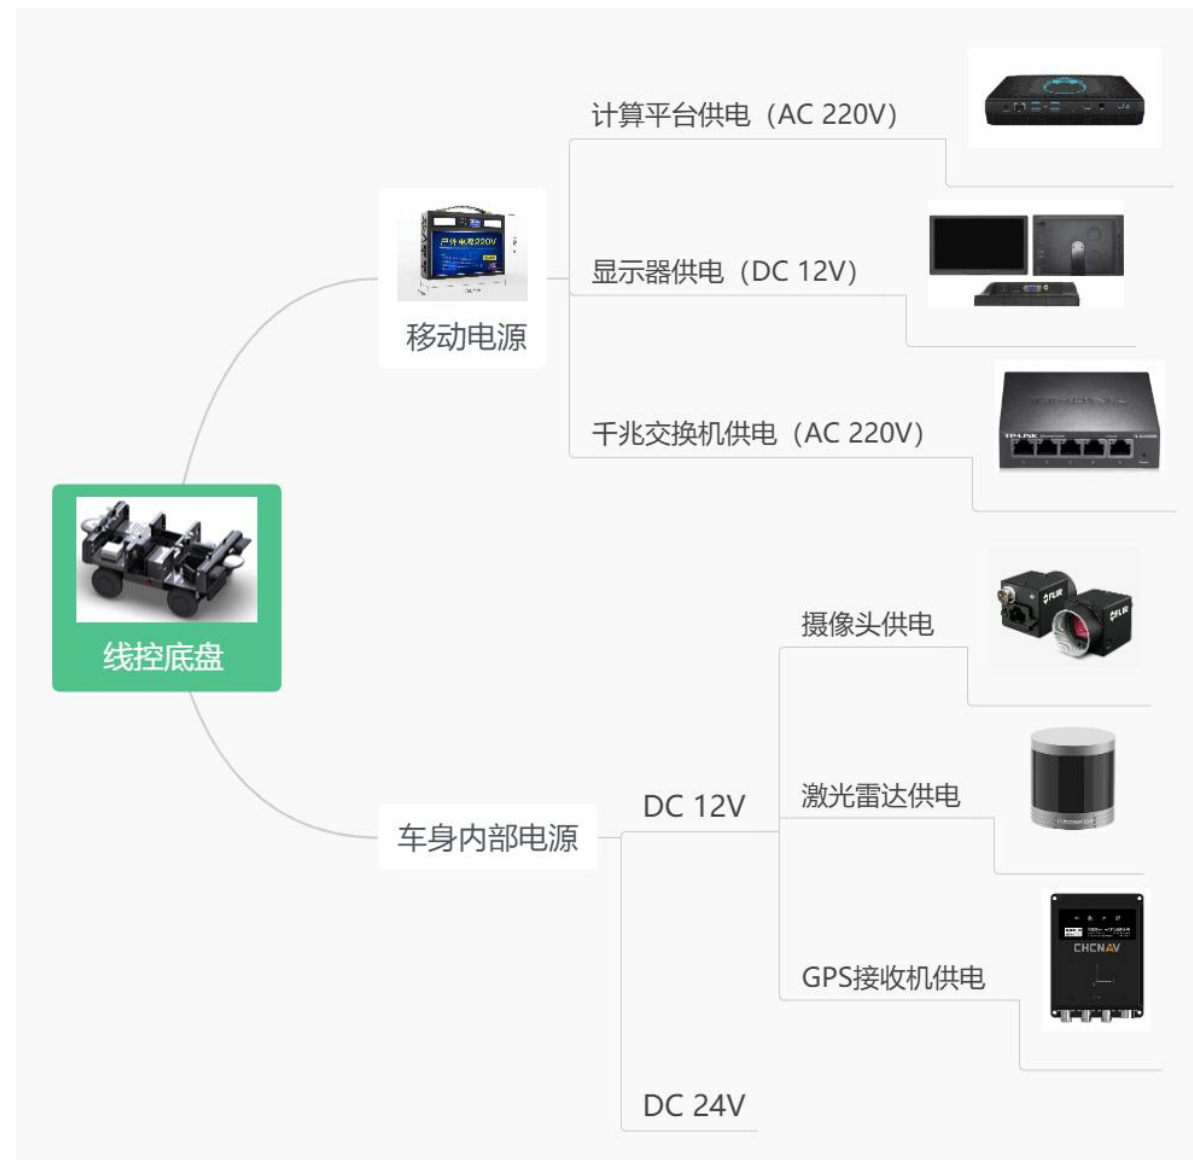 计算平台供电（AC 220V）
户外电源220V
显示器供电（DC 12V）
移动电源
千兆交换机供电（AC 220V）
TP-LINK
线控底盘
摄像头供电
FLIR
FLIR
DC 12V
激光雷达供电
车身内部电源
CHCNAV
GPS接收机供电
DC 24V